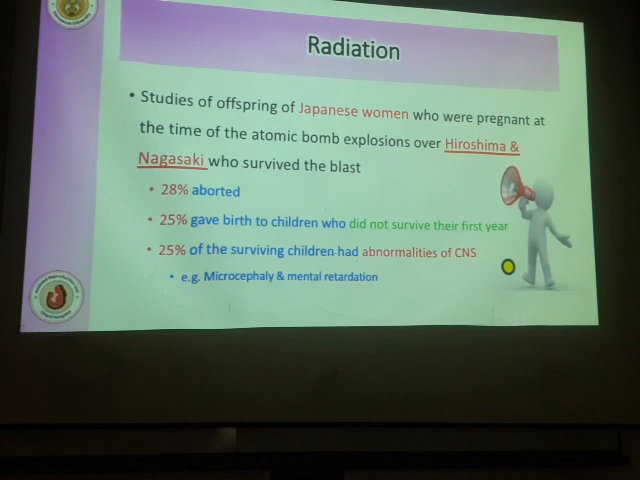 Radiation
• Studies of offspring of Japanese women who were pregnant at
the time of the atomic bomb explosions over Hiroshima &
Nagasaki who survived the blast
• 28% aborted
• 25% gave birth to children who did not survive their first year
• 25% of the surviving children had abnormalities of CNS
• e.g. Microcephaly & mental retardation